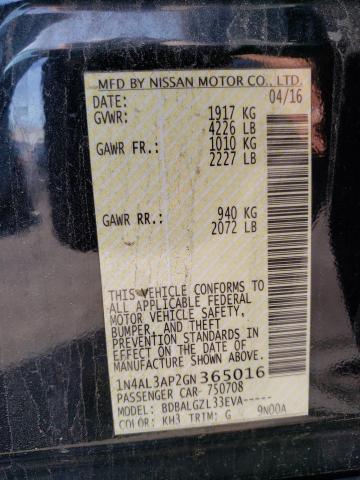 MFD BY NISSAN MOTOR CO., LTD.
DATE: 04/16
GVWR: 1917 KG
4226 LB
GAWR FR.: 1010 KG
2227 LB
GAWR RR.: 940 KG
2072 LB
THIS VEHICLE CONFORMS TO
ALL APPLICABLE FEDERAL
MOTOR VEHICLE SAFETY,
BUMPER, AND THEFT
PREVENTION STANDARDS IN
EFFECT ON THE DATE OF
MANUFACTURE SHOWN ABOVE.
1N4AL3AP2GN 365016
PASSENGER CAR 750708
MODEL: BDBALGZL33EVA-----
COLOR: KH3 TRIM: G 9N00A